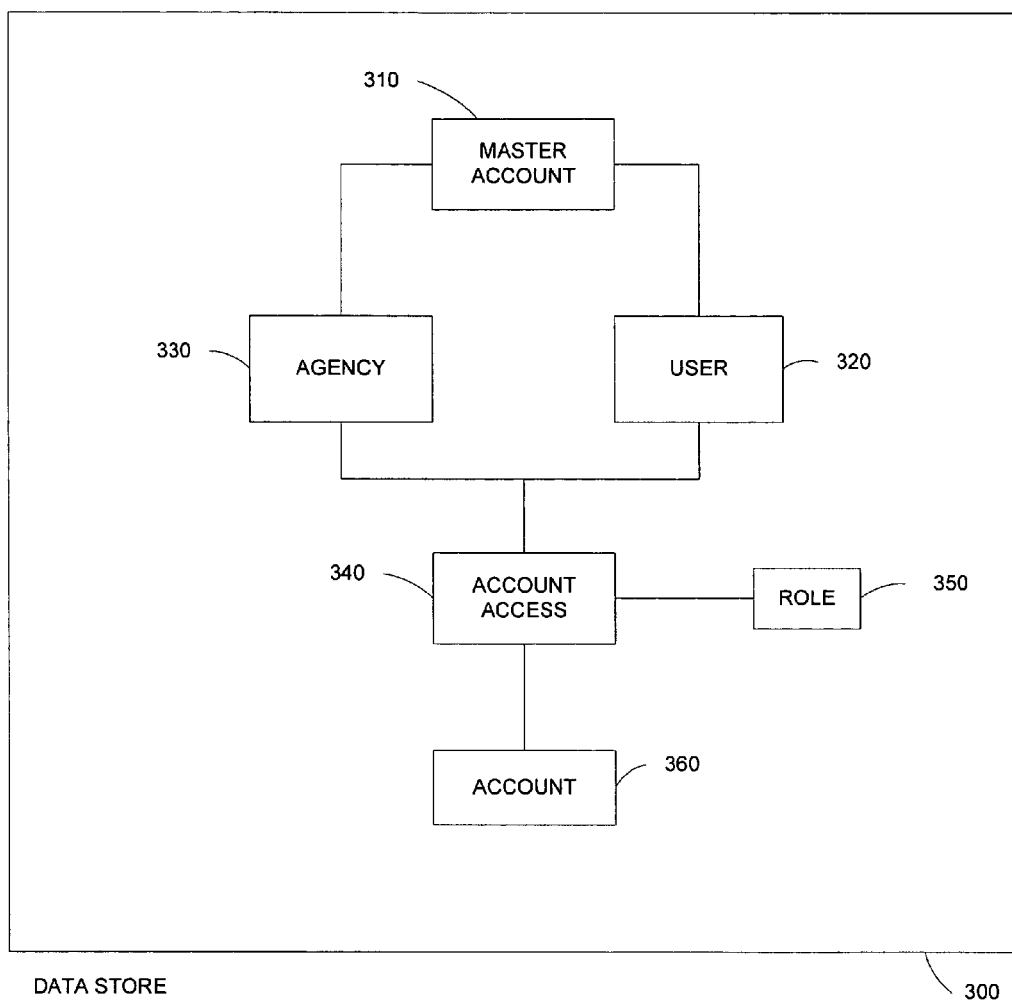 310
MASTER
ACCOUNT
330
AGENCY
USER
320
340
ACCOUNT
ACCESS
ROLE
350
ACCOUNT
360
DATA STORE
300